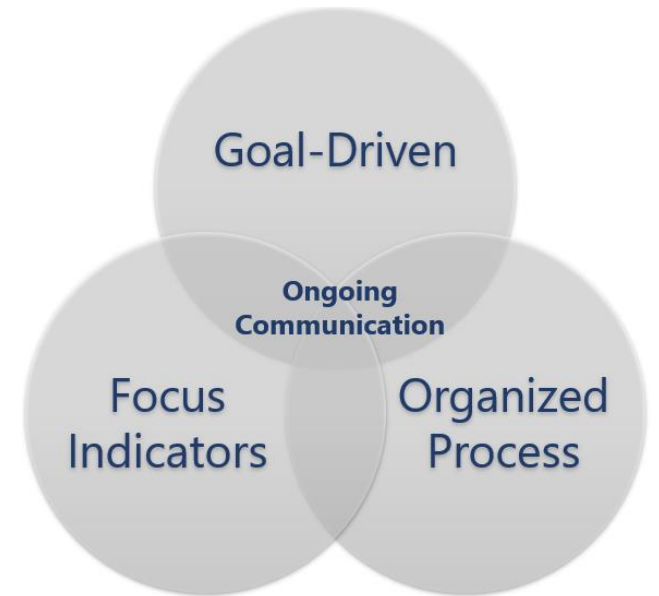 Goal-Driven
Ongoing
Communication
Focus
Indicators
Organized
Process